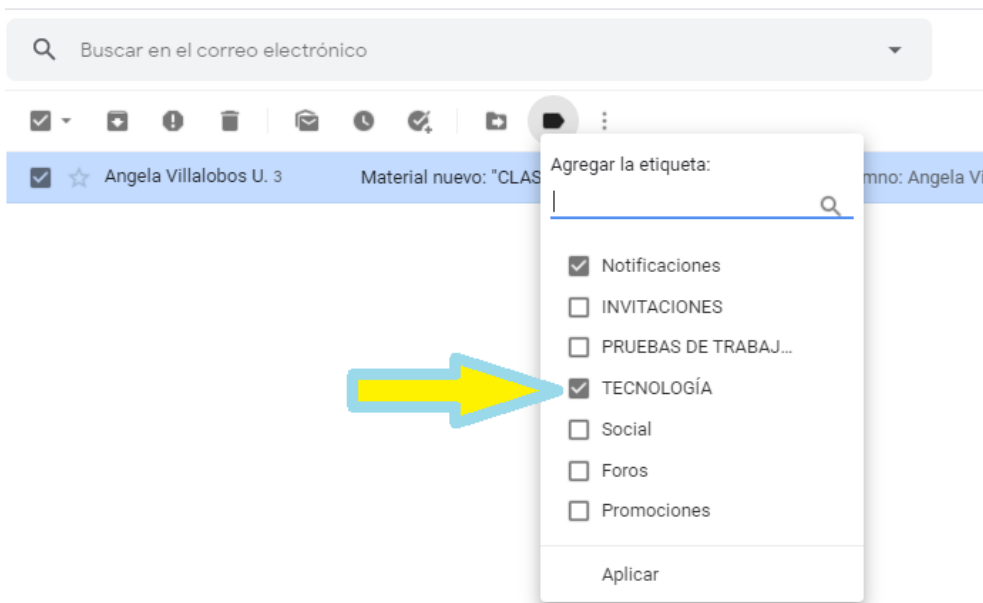 Buscar en el correo electrónico
Agregar la etiqueta:
Angela Villalobos U. 3 Material nuevo: "CLAS mno: Angela Vi
Notificaciones
INVITACIONES
PRUEBAS DE TRABAJ...
TECNOLOGÍA
Social
Foros
Promociones
Aplicar